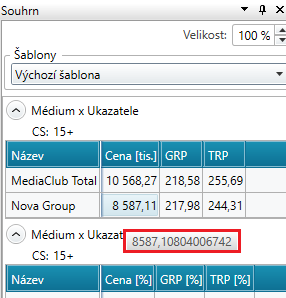 Souhrn
Velikost: 100 %
Šablony
Výchozí šablona
Médium x Ukazatele
CS: 15+
Název Cena [tis.] GRP TRP
MediaClub Total 10 568,27 218,58 255,69
Nova Group 8 587,11 217,98 244,31
Médium x Ukazat 8587,10804006742
CS: 15+
Název Cena [%] GRP [%] TRP [%]